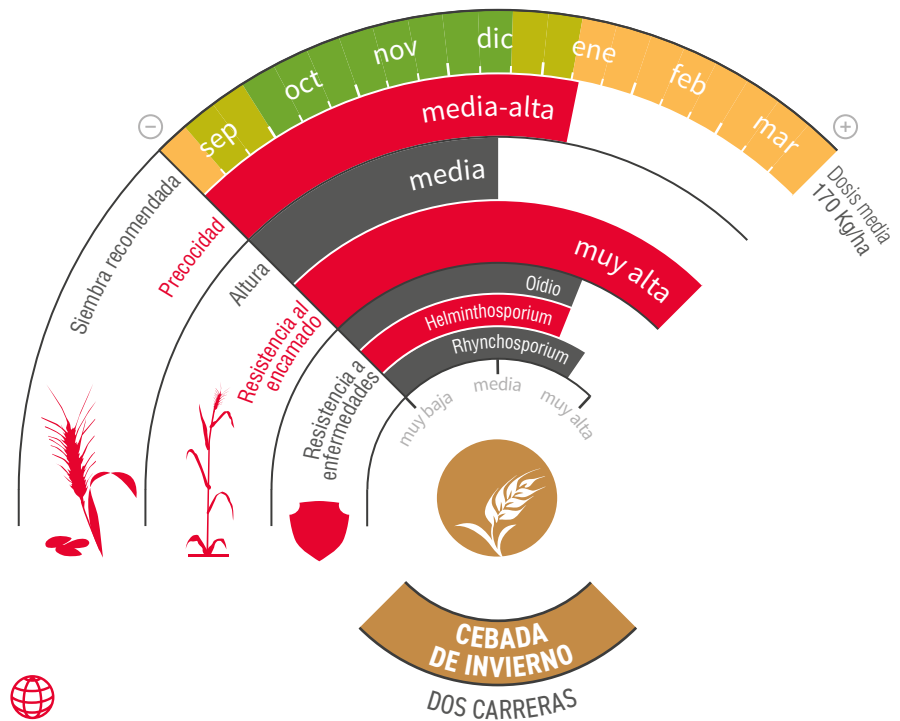 sep
oct
nov
dic
ene
feb
mar
−
+
Dosis media
170 Kg/ha
Siembra recomendada
Precocidad
media-alta
Altura
media
Resistencia al
encamado
muy alta
Resistencia a
enfermedades
Oídio
Helminthosporium
Rhynchosporium
muy baja
media
muy alta
CEBADA
DE INVIERNO
DOS CARRERAS